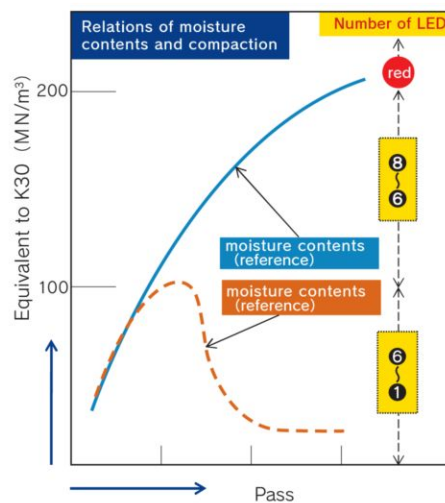 Relations of moisture
contents and compaction
Number of LED
red
200
8
~
6
Equivalent to K30 (MN/m³)
moisture contents
(reference)
moisture contents
(reference)
100
6
~
1
Pass